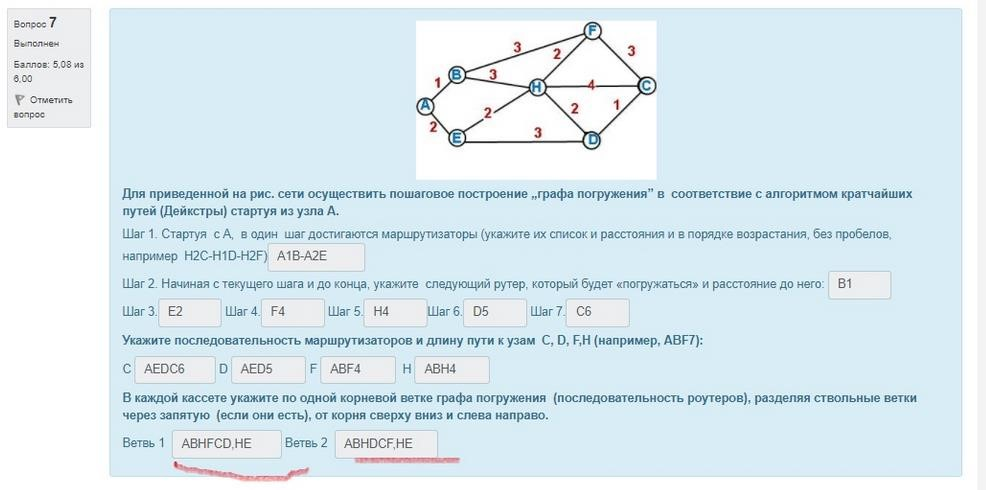 Вопрос 7
Выполнен
Баллов: 5,08 из
6,00
Отметить
вопрос
F
3
2
3
B
3
1
H
4
C
A
2
2
1
2
E
3
D
Для приведенной на рис. сети осуществить пошаговое построение „графа погружения” в соответствие с алгоритмом кратчайших
путей (Дейкстры) стартуя из узла А.
Шаг 1. Стартуя с А, в один шаг достигаются маршрутизаторы (укажите их список и расстояния и в порядке возрастания, без пробелов,
например H2C-H1D-H2F) A1B-A2E
Шаг 2. Начиная с текущего шага и до конца, укажите следующий рутер, который будет «погружаться» и расстояние до него: B1
Шаг 3. E2 Шаг 4. F4 Шаг 5. H4 Шаг 6. D5 Шаг 7. C6
Укажите последовательность маршрутизаторов и длину пути к узам C, D, F,H (например, ABF7):
C AEDC6 D AED5 F ABF4 H ABH4
В каждой кассете укажите по одной корневой ветке графа погружения (последовательность роутеров), разделяя ствольные ветки
через запятую (если они есть), от корня сверху вниз и слева направо.
Ветвь 1 ABHFCD,HE Ветвь 2 ABHDCF,HE